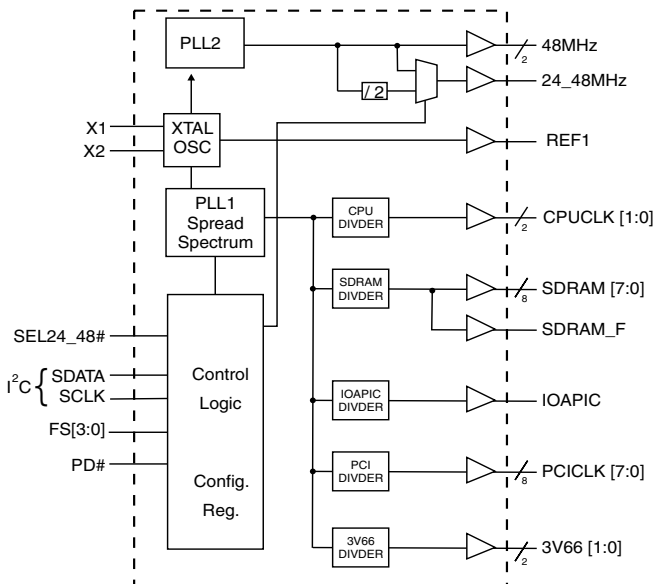 PLL2
48MHz
2
/ 2
24_48MHz
X1
X2
XTAL
OSC
REF1
PLL1
Spread
Spectrum
CPU
DIVDER
CPUCLK [1:0]
2
SDRAM
DIVDER
SDRAM [7:0]
8
SDRAM_F
SEL24_48#
I²C
SDATA
SCLK
FS[3:0]
PD#
Control
Logic
Config.
Reg.
IOAPIC
DIVDER
IOAPIC
PCI
DIVDER
PCICLK [7:0]
8
3V66
DIVDER
3V66 [1:0]
2